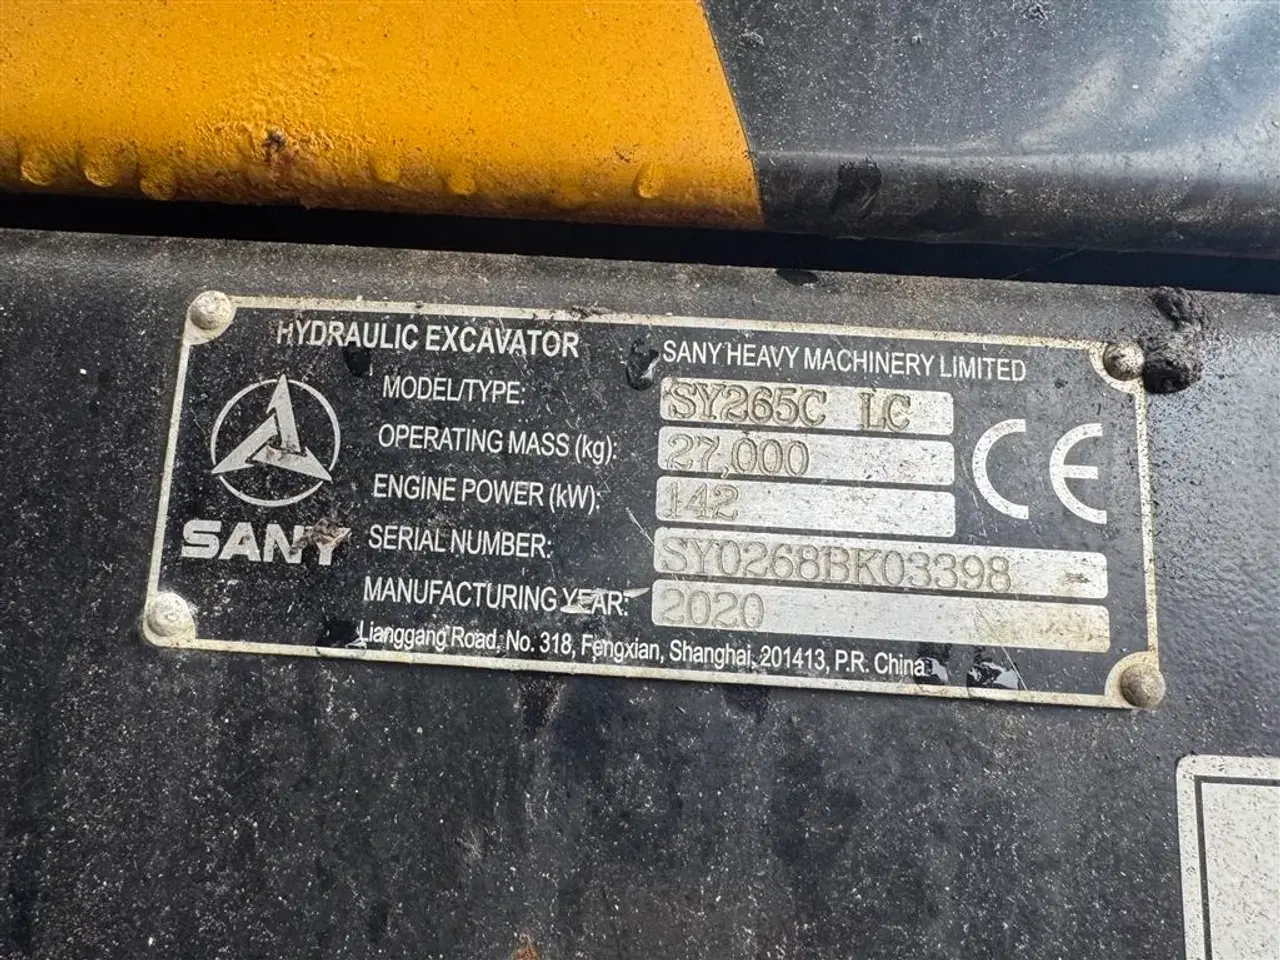 HYDRAULIC EXCAVATOR SANY HEAVY MACHINERY LIMITED
MODEL/TYPE: SY265C LC
OPERATING MASS (kg): 27,000
ENGINE POWER (kW): 142
SERIAL NUMBER: SY0268BK03398
MANUFACTURING YEAR: 2020
CE
SANY
Lianggang Road, No. 318, Fengxian, Shanghai, 201413, P.R. China